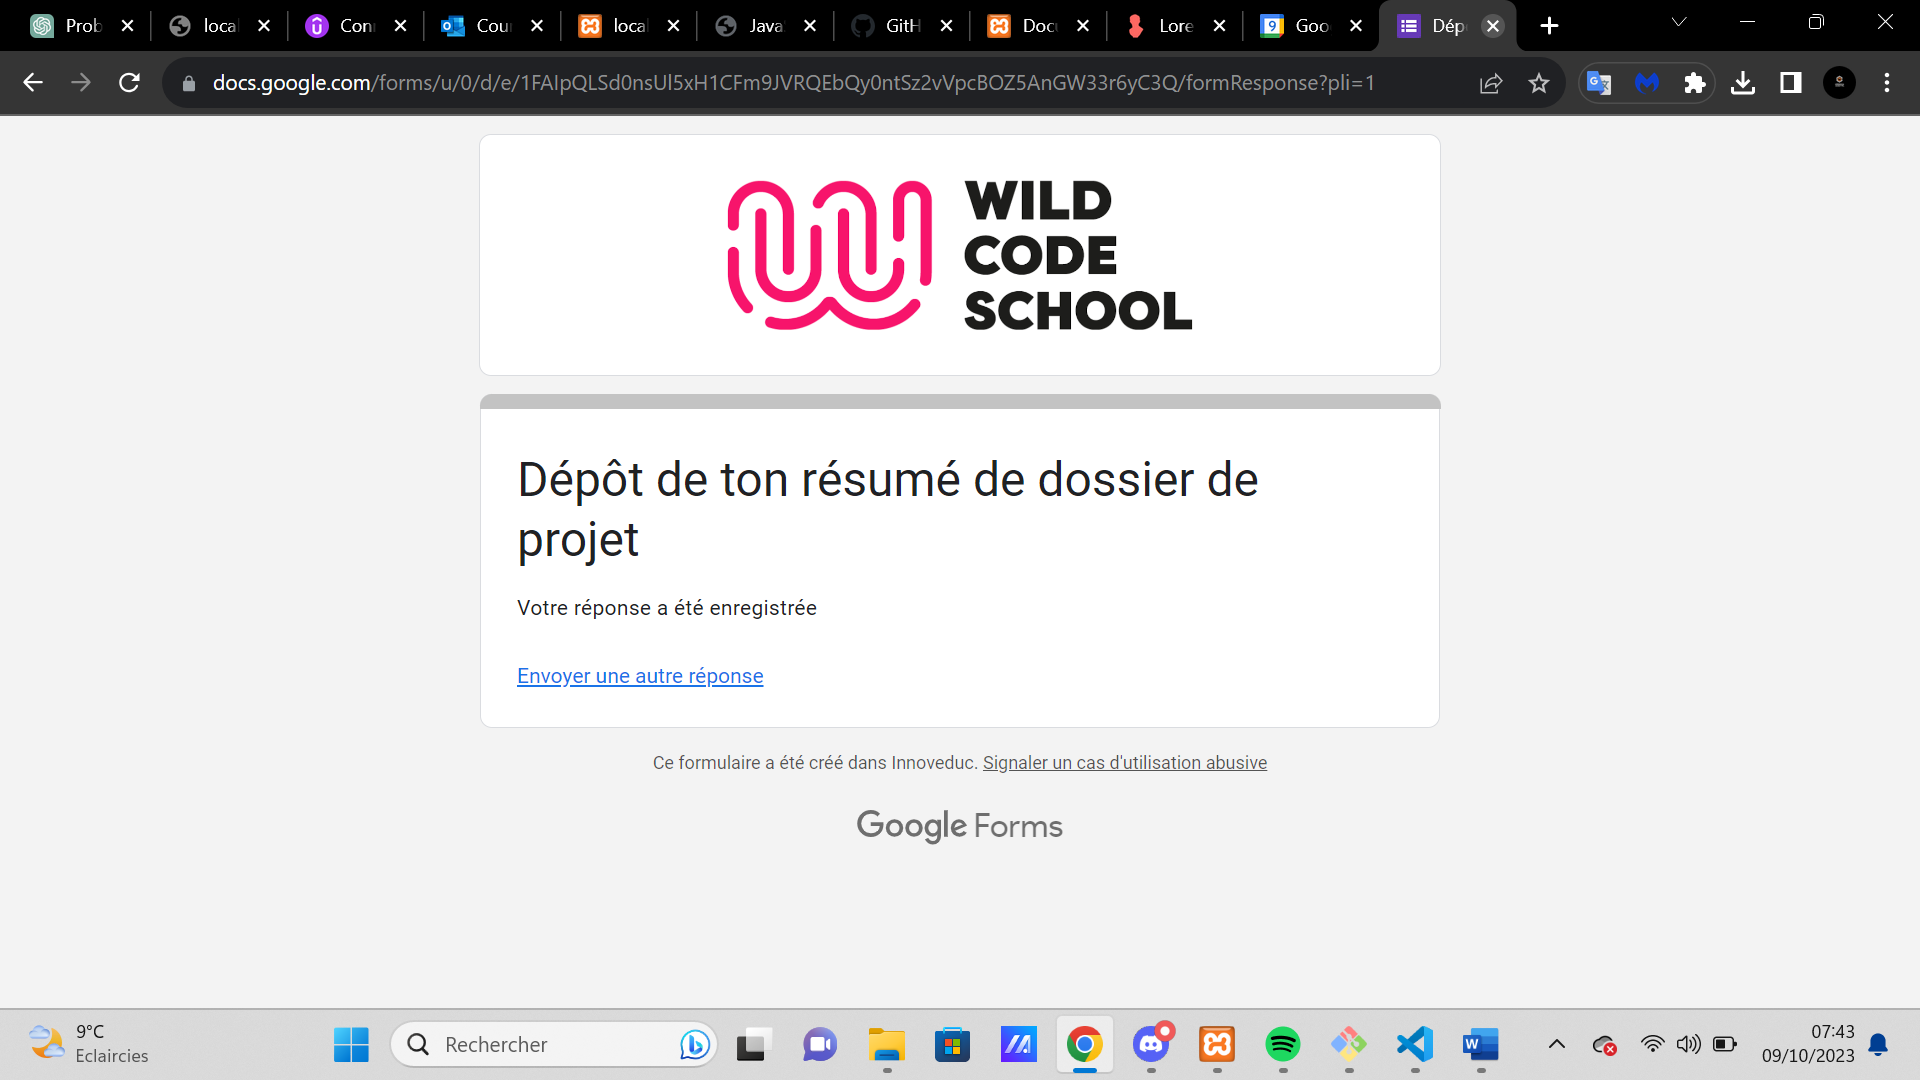 Prob
local
Con
Cour
local
Java
GitH
Docu
Lore
9
Goo
Dép
docs.google.com/forms/u/0/d/e/1FAIpQLSd0nsUl5xH1CFm9JVRQEbQy0ntSz2vVpcBOZ5AnGW33r6yC3Q/formResponse?pli=1
WILD
CODE
SCHOOL
Dépôt de ton résumé de dossier de
projet
Votre réponse a été enregistrée
Envoyer une autre réponse
Ce formulaire a été créé dans Innoveduc. Signaler un cas d'utilisation abusive
Google Forms
9°C
Eclaircies
Rechercher
07:43
09/10/2023